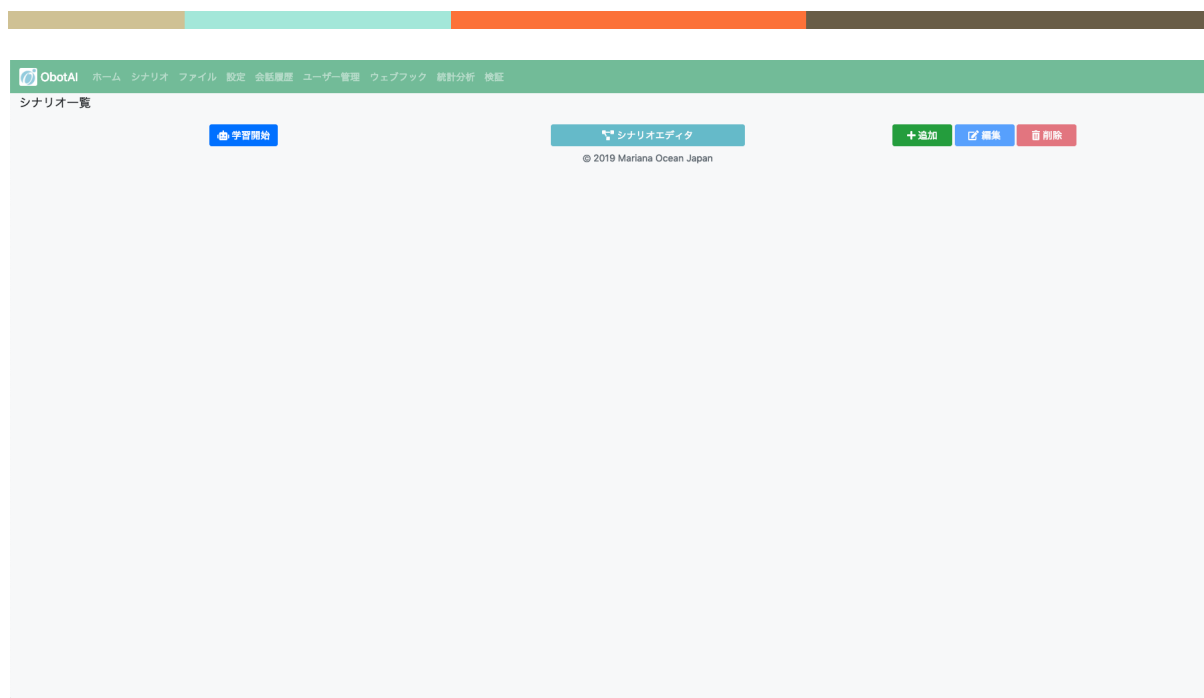 ObotAI ホーム シナリオ ファイル 設定 会話履歴 ユーザー管理 ウェブフック 統計分析 検証
シナリオ一覧
学習開始 シナリオエディタ 追加 編集 削除
© 2019 Mariana Ocean Japan